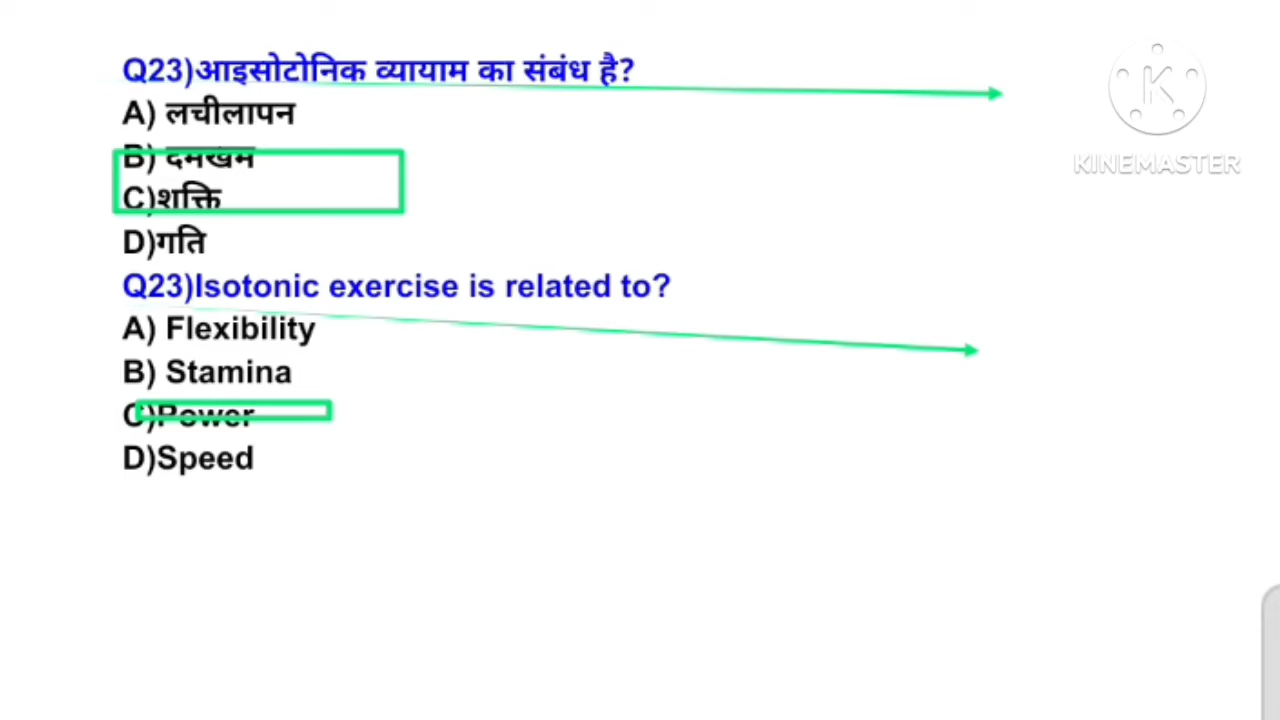 Q23)आइसोटोनिक व्यायाम का संबंध है?
A) लचीलापन
B) दमखम
C)शक्ति
D)गति
Q23)Isotonic exercise is related to?
A) Flexibility
B) Stamina
C)Power
D)Speed
K
KINEMASTER